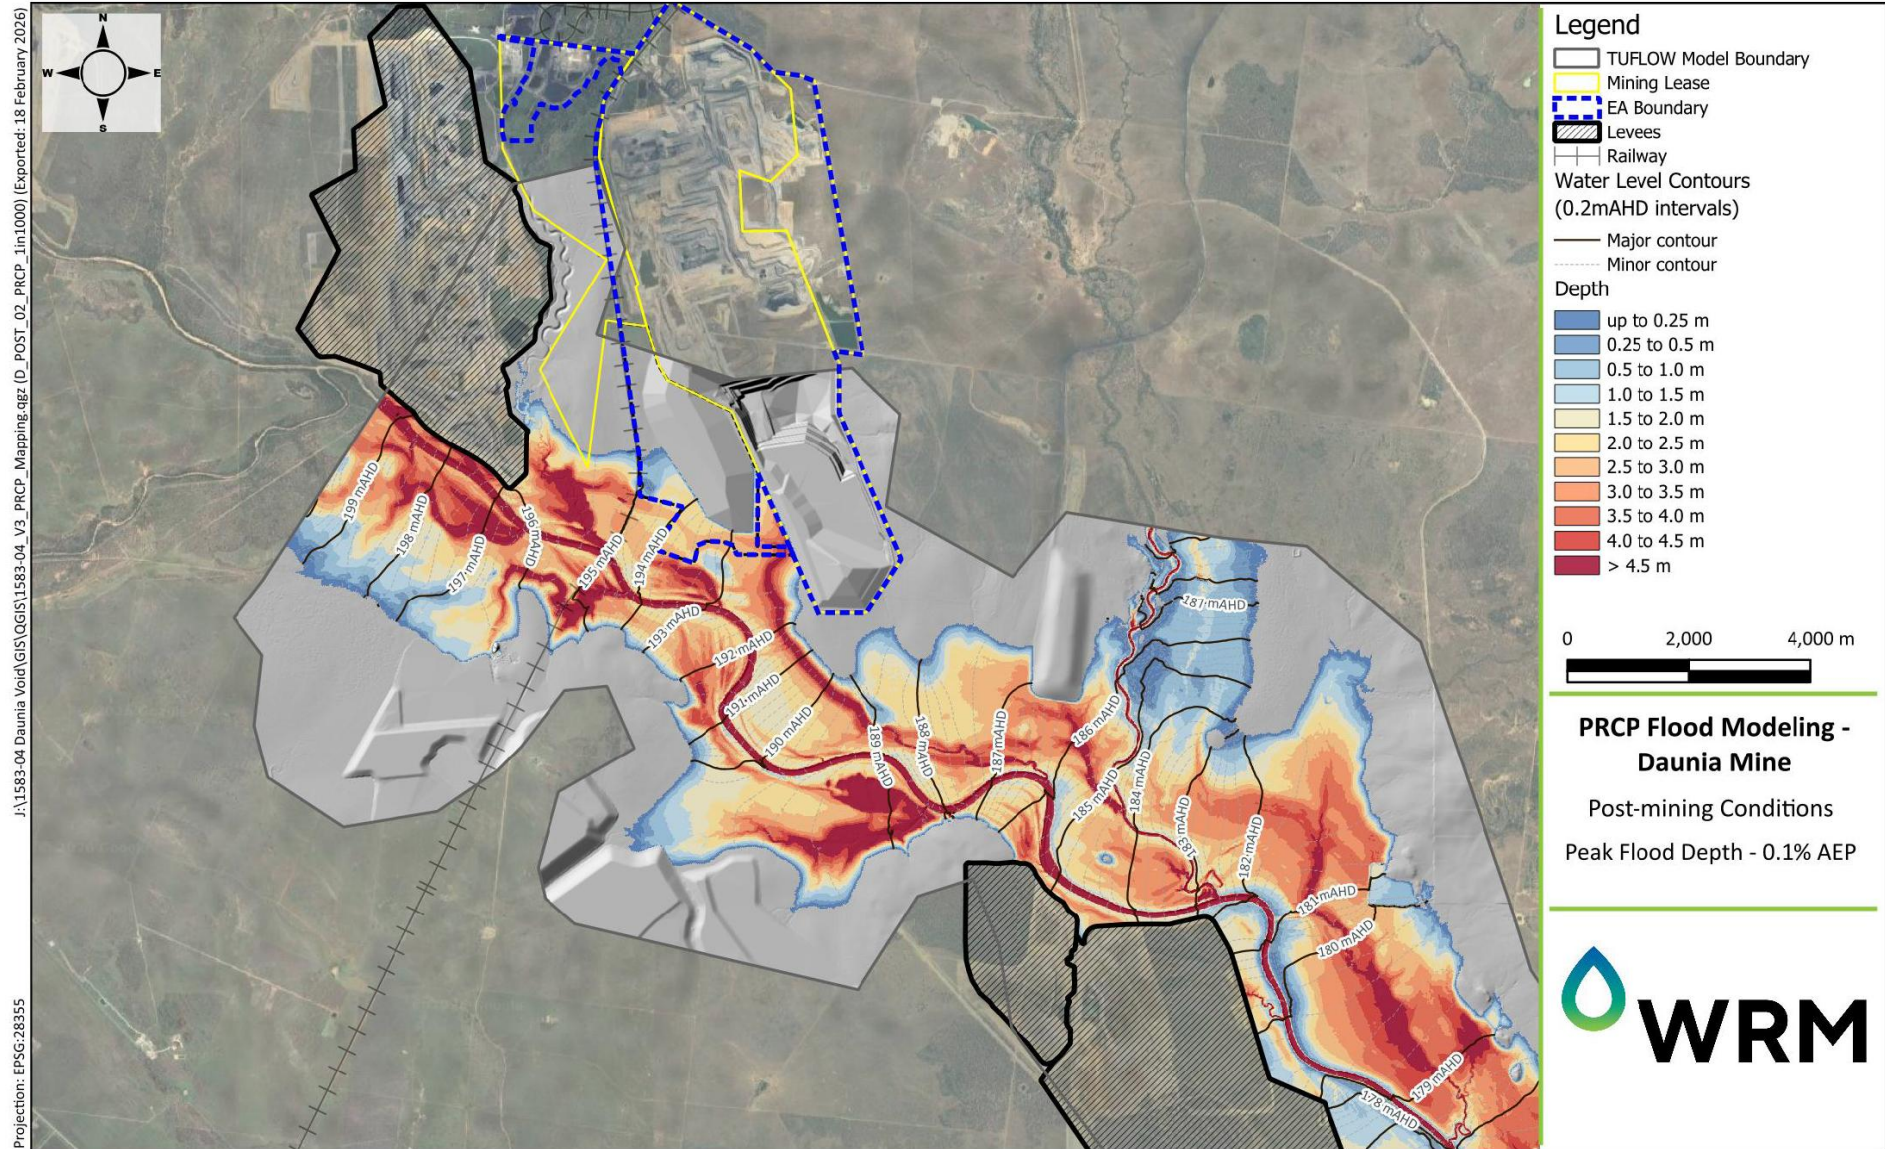 J:\1583-04 Daunia Void\GIS\QGIS\1583-04_V3_PRCP_Mapping.qgz (D_POST_02_PRCP_1in1000) (Exported: 18 February 2026)
Projection: EPSG:28355
N
W
E
S
199 mAHD
198 mAHD
197 mAHD
196 mAHD
195 mAHD
194 mAHD
193 mAHD
192 mAHD
191 mAHD
190 mAHD
189 mAHD
188 mAHD
187 mAHD
187 mAHD
186 mAHD
185 mAHD
184 mAHD
183 mAHD
182 mAHD
181 mAHD
180 mAHD
179 mAHD
178 mAHD
Legend
TUFLOW Model Boundary
Mining Lease
EA Boundary
Levees
Railway
Water Level Contours
(0.2mAHD intervals)
Major contour
Minor contour
Depth
up to 0.25 m
0.25 to 0.5 m
0.5 to 1.0 m
1.0 to 1.5 m
1.5 to 2.0 m
2.0 to 2.5 m
2.5 to 3.0 m
3.0 to 3.5 m
3.5 to 4.0 m
4.0 to 4.5 m
> 4.5 m
0 2,000 4,000 m
PRCP Flood Modeling -
Daunia Mine
Post-mining Conditions
Peak Flood Depth - 0.1% AEP
WRM